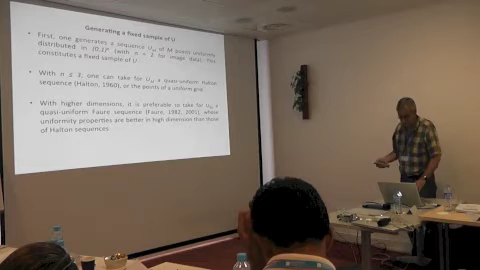 Generating a fixed sample of U
• First, one generates a sequence U_M of M points uniformly
distributed in (0,1)ⁿ (with n = 2 for image data). This
constitutes a fixed sample of U.
• With n ≤ 3, one can take for U_M a quasi-uniform Halton
sequence (Halton, 1960), or the points of a uniform grid.
• With higher dimensions, it is preferable to take for U_M a
quasi-uniform Faure sequence (Faure, 1982, 2001), whose
uniformity properties are better in high dimension than those
of Halton sequences